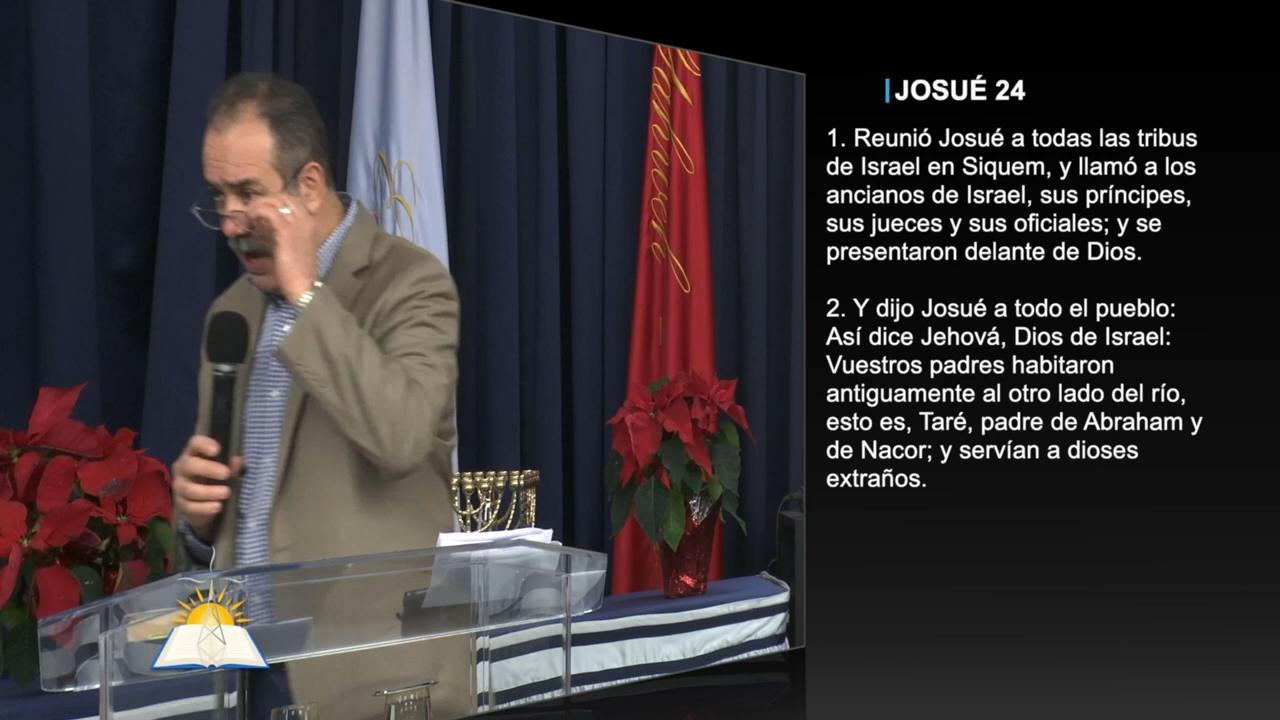 JOSUÉ 24
1. Reunió Josué a todas las tribus
de Israel en Siquem, y llamó a los
ancianos de Israel, sus príncipes,
sus jueces y sus oficiales; y se
presentaron delante de Dios.
2. Y dijo Josué a todo el pueblo:
Así dice Jehová, Dios de Israel:
Vuestros padres habitaron
antiguamente al otro lado del río,
esto es, Taré, padre de Abraham y
de Nacor; y servían a dioses
extraños.